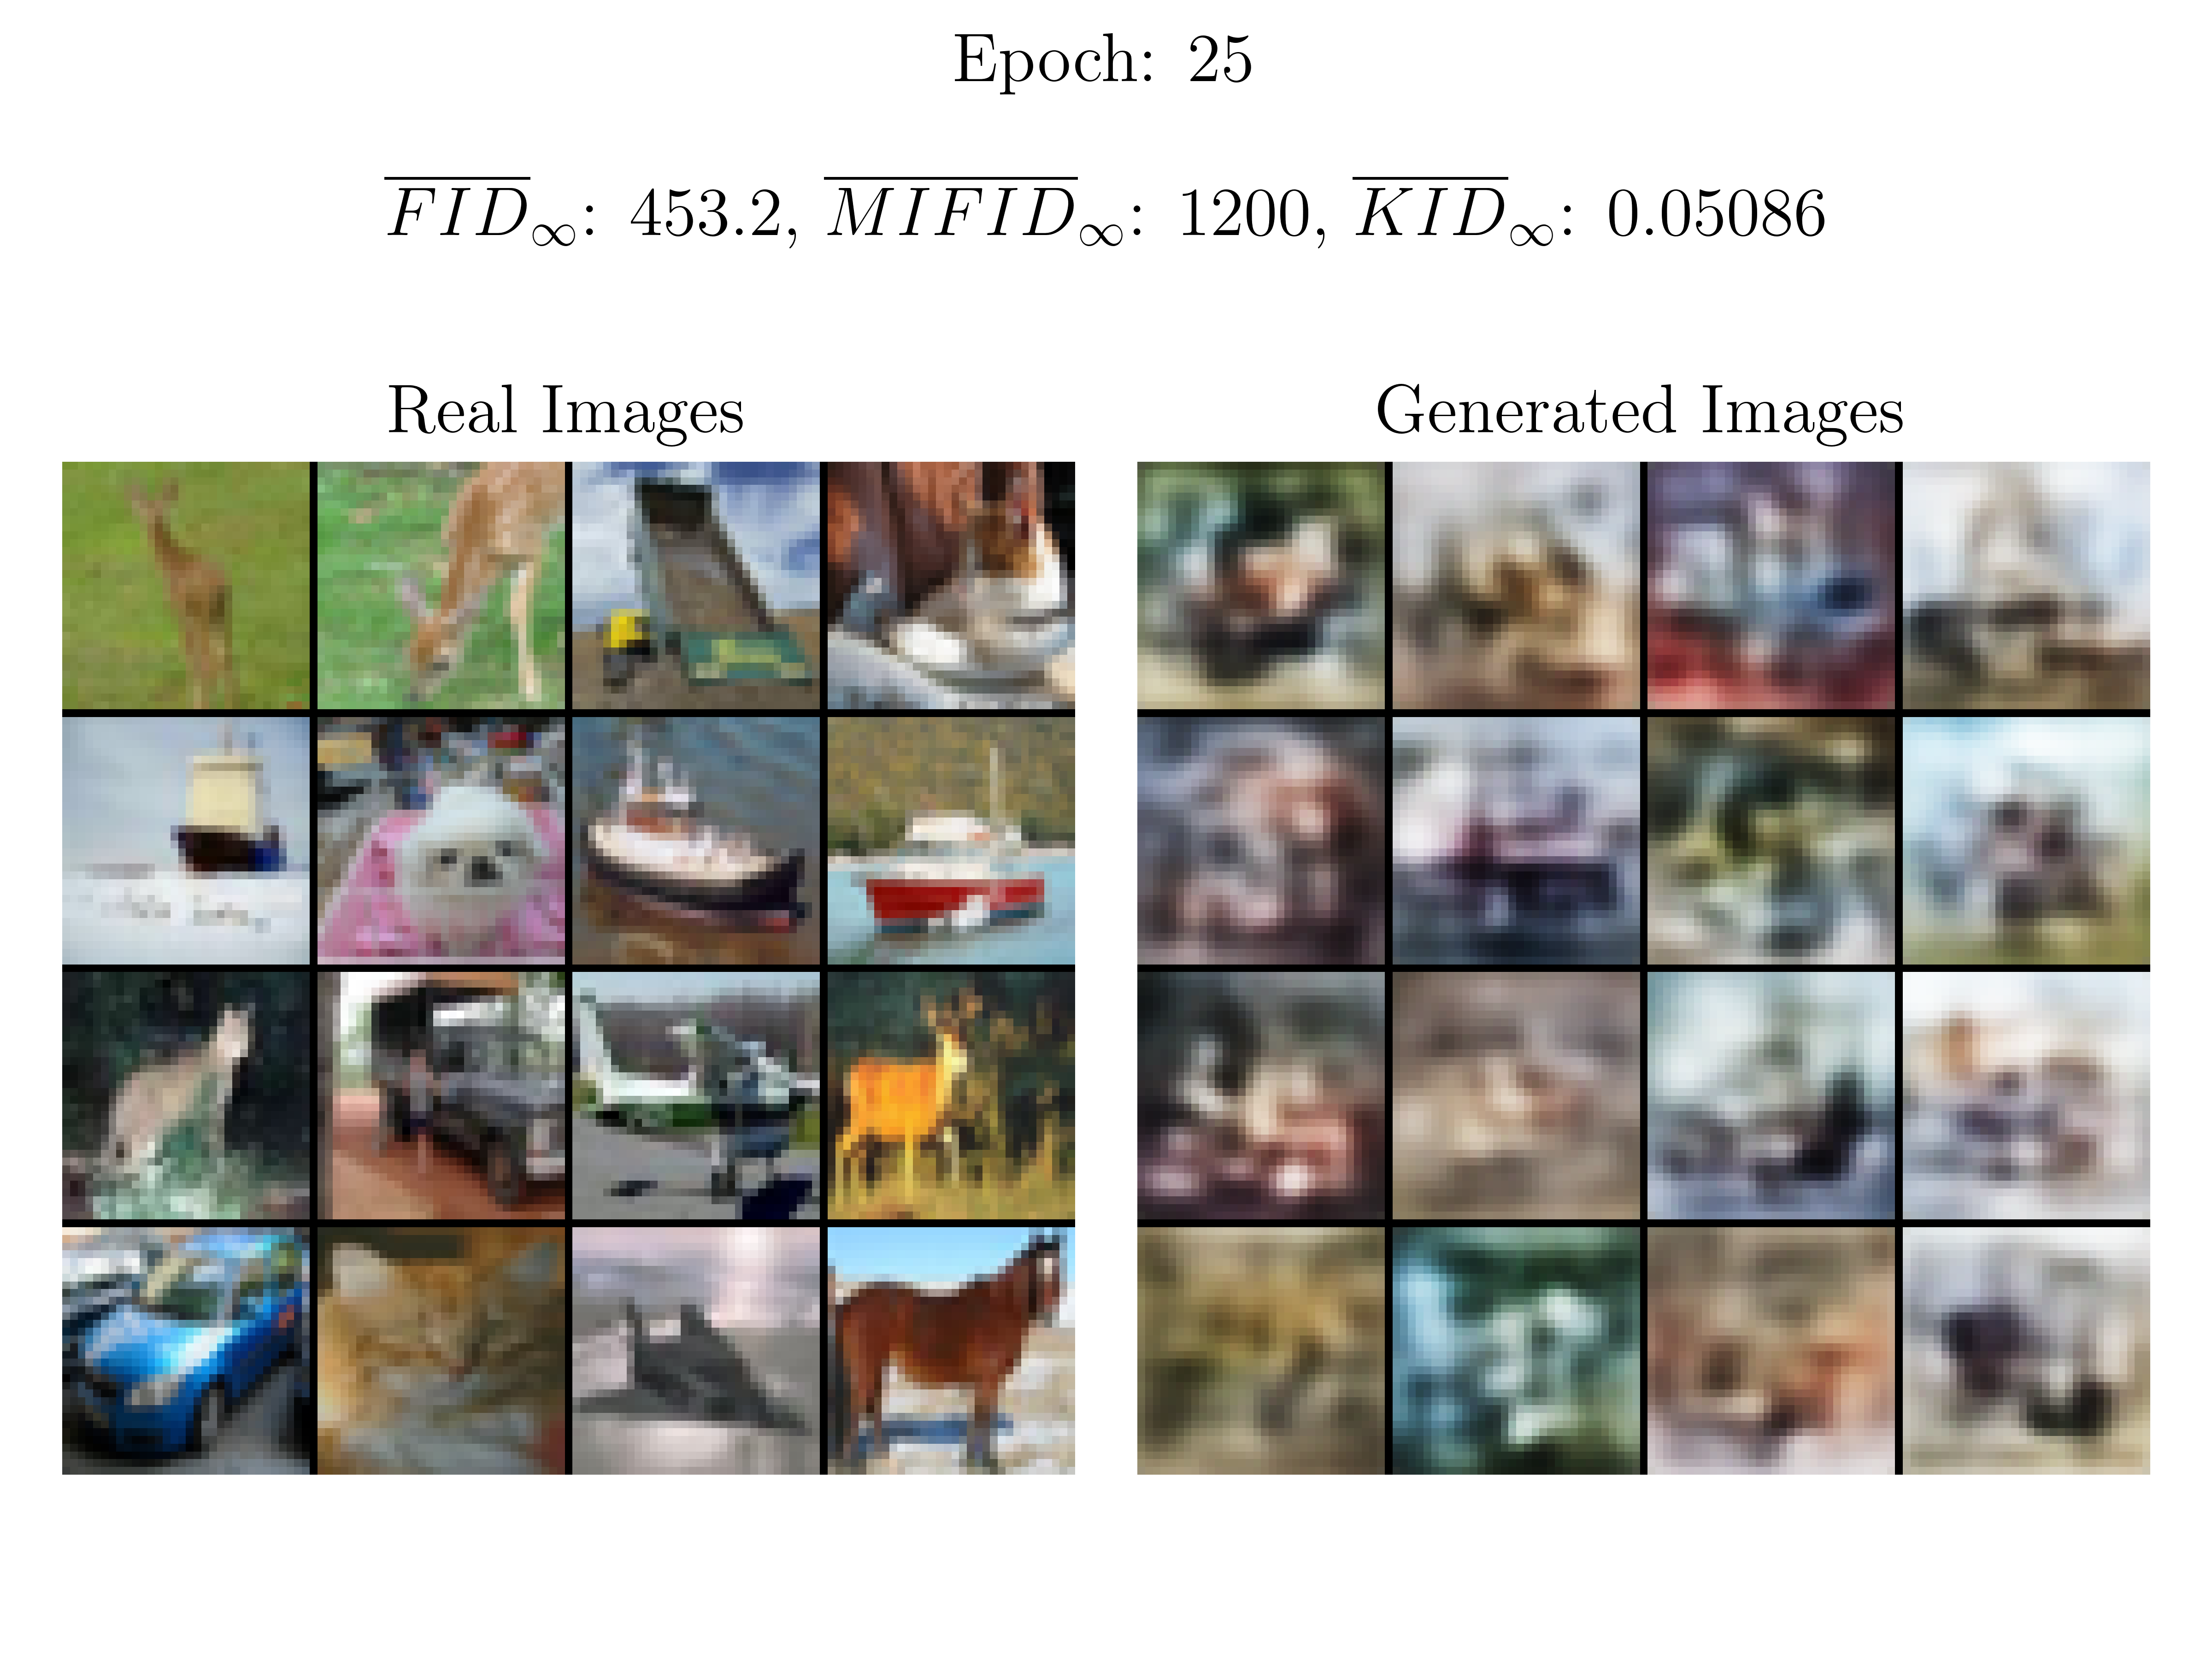 Epoch: 25
FID∞: 453.2, MIFID∞: 1200, KID∞: 0.05086
Real Images
Generated Images